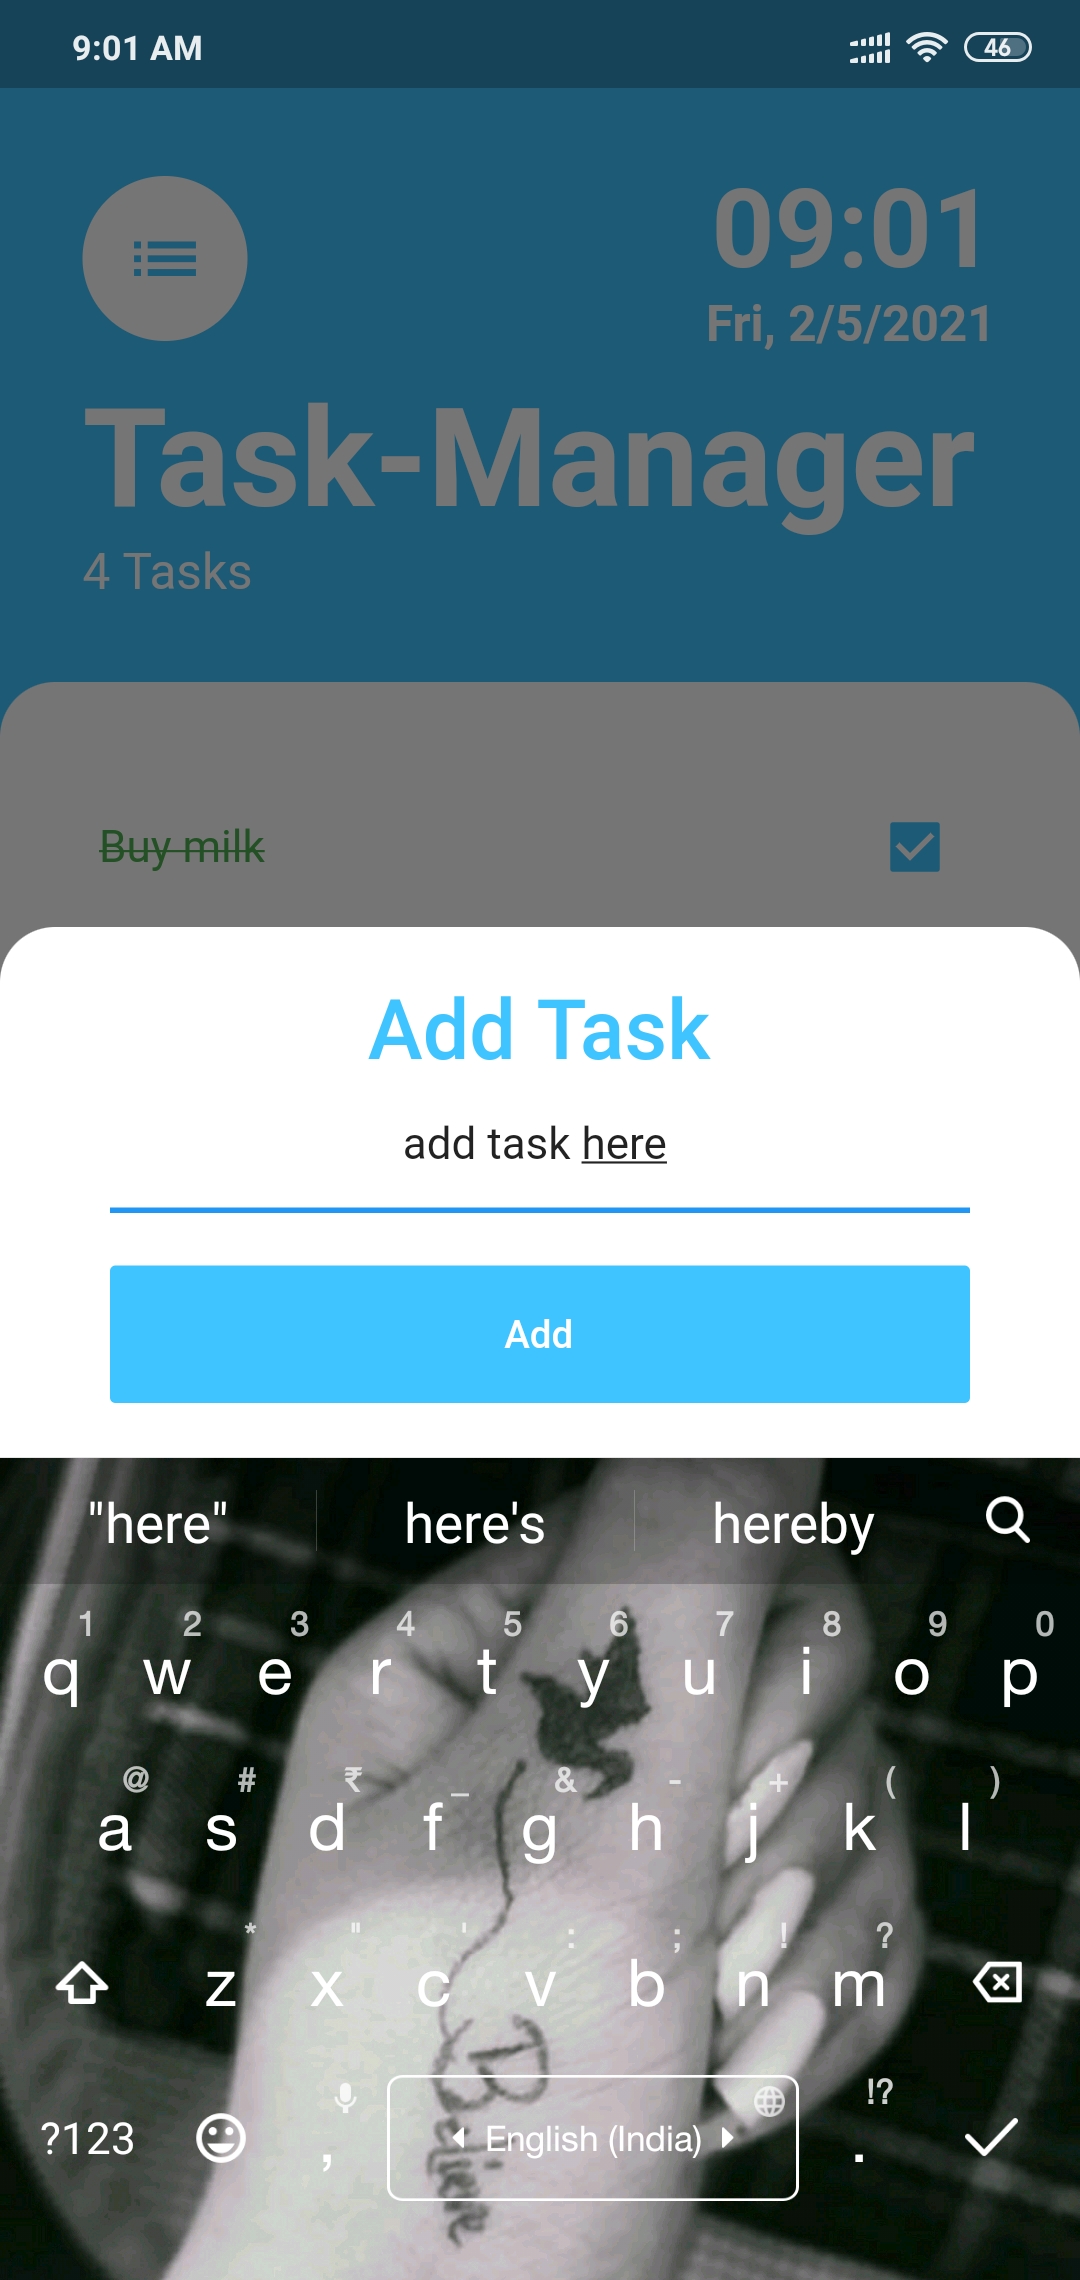 9:01 AM
46
09:01
Fri, 2/5/2021
Task-Manager
4 Tasks
Buy milk
Add Task
add task here
Add
"here" here's hereby
1 2 3 4 5 6 7 8 9 0
q w e r t y u i o p
@ # ₹ _ & - + ( )
a s d f g h j k l
* " ' : ; ! ?
z x c v b n m
!?
?123 , English (India) .
Believe